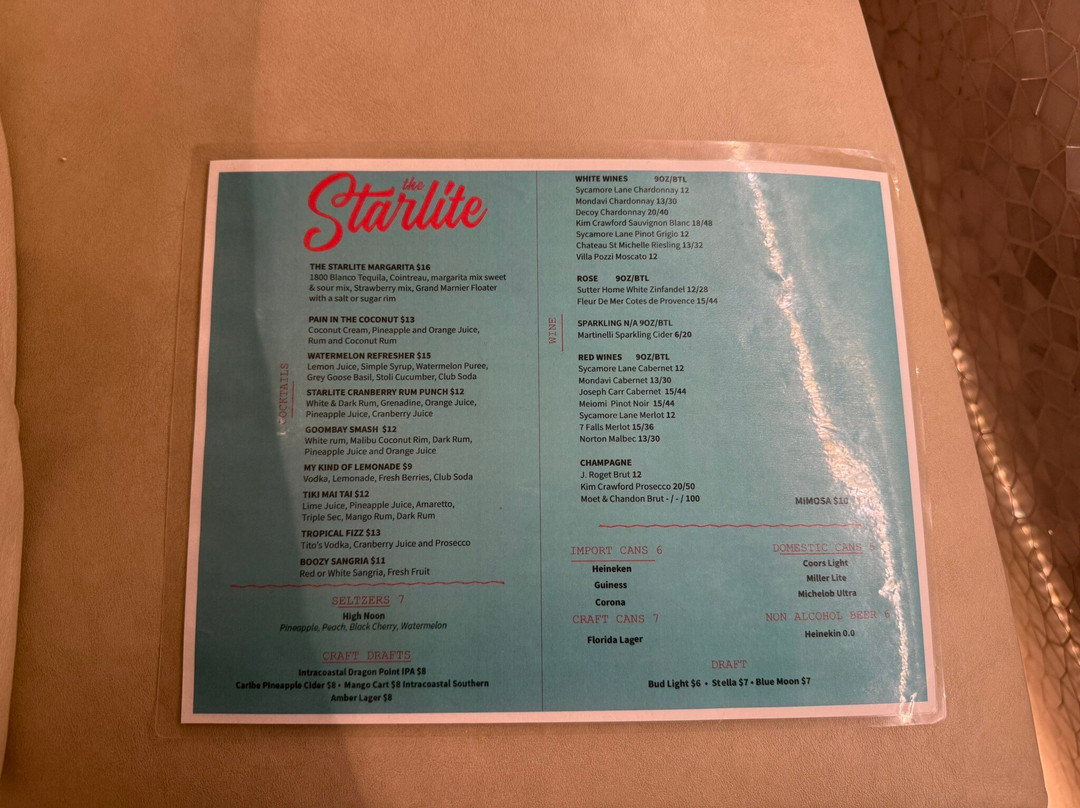 the
Starlite
COCKTAILS
THE STARLITE MARGARITA $16
1800 Blanco Tequila, Cointreau, margarita mix sweet
& sour mix, Strawberry mix, Grand Marnier Floater
with a salt or sugar rim
PAIN IN THE COCONUT $13
Coconut Cream, Pineapple and Orange Juice,
Rum and Coconut Rum
WATERMELON REFRESHER $15
Lemon Juice, Simple Syrup, Watermelon Puree,
Grey Goose Basil, Stoli Cucumber, Club Soda
STARLITE CRANBERRY RUM PUNCH $12
White & Dark Rum, Grenadine, Orange Juice,
Pineapple Juice, Cranberry Juice
GOOMBAY SMASH $12
White rum, Malibu Coconut Rim, Dark Rum,
Pineapple Juice and Orange Juice
MY KIND OF LEMONADE $9
Vodka, Lemonade, Fresh Berries, Club Soda
TIKI MAI TAI $12
Lime Juice, Pineapple Juice, Amaretto,
Triple Sec, Mango Rum, Dark Rum
TROPICAL FIZZ $13
Tito's Vodka, Cranberry Juice and Prosecco
BOOZY SANGRIA $11
Red or White Sangria, Fresh Fruit
SELTZERS 7
High Noon
Pineapple, Peach, Black Cherry, Watermelon
CRAFT DRAFTS
Intracoastal Dragon Point IPA $8
Caribe Pineapple Cider $8 • Mango Cart $8 Intracoastal Southern
Amber Lager $8
WINE
WHITE WINES 9OZ/BTL
Sycamore Lane Chardonnay 12
Mondavi Chardonnay 13/30
Decoy Chardonnay 20/40
Kim Crawford Sauvignon Blanc 18/48
Sycamore Lane Pinot Grigio 12
Chateau St Michelle Riesling 13/32
Villa Pozzi Moscato 12
ROSE 9OZ/BTL
Sutter Home White Zinfandel 12/28
Fleur De Mer Cotes de Provence 15/44
SPARKLING N/A 9OZ/BTL
Martinelli Sparkling Cider 6/20
RED WINES 9OZ/BTL
Sycamore Lane Cabernet 12
Mondavi Cabernet 13/30
Joseph Carr Cabernet 15/44
Meiomi Pinot Noir 15/44
Sycamore Lane Merlot 12
7 Falls Merlot 15/36
Norton Malbec 13/30
CHAMPAGNE
J. Roget Brut 12
Kim Crawford Prosecco 20/50
Moet & Chandon Brut - / - / 100
MIMOSA $10
IMPORT CANS 6
Heineken
Guiness
Corona
CRAFT CANS 7
Florida Lager
DOMESTIC CANS
Coors Light
Miller Lite
Michelob Ultra
NON ALCOHOL BEER 6
Heinekin 0.0
DRAFT
Bud Light $6 • Stella $7 • Blue Moon $7